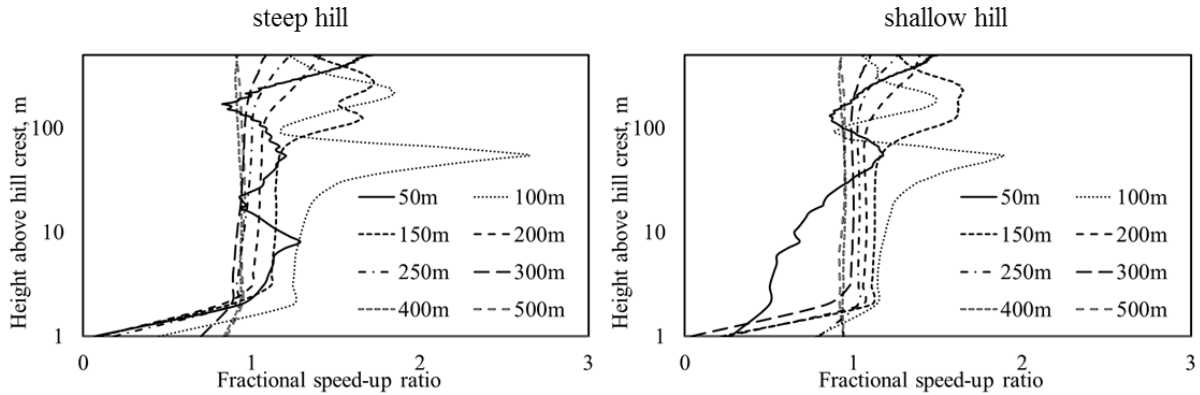 steep hill
Height above hill crest, m
100
10
1
50m 100m
150m 200m
250m 300m
400m 500m
0 1 2 3
Fractional speed-up ratio
shallow hill
Height above hill crest, m
100
10
1
50m 100m
150m 200m
250m 300m
400m 500m
0 1 2 3
Fractional speed-up ratio